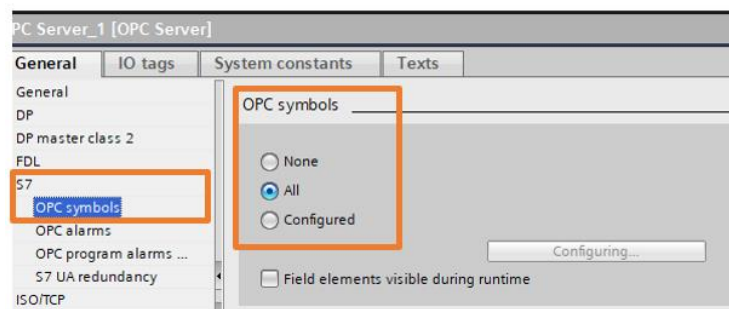 PC Server_1 [OPC Server]
General IO tags System constants Texts
General
DP
DP master class 2
FDL
S7
OPC symbols
OPC alarms
OPC program alarms ...
S7 UA redundancy
ISO/TCP
OPC symbols
None
All
Configured
Configuring...
Field elements visible during runtime